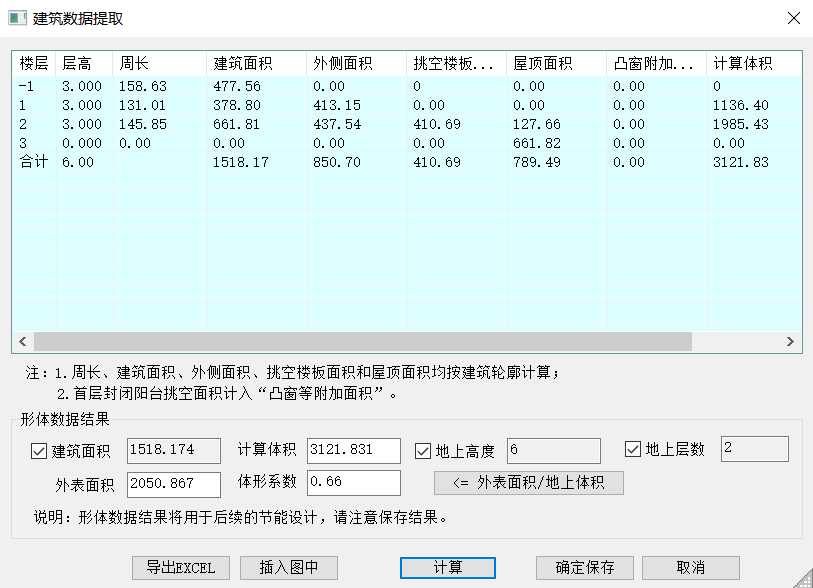 建筑数据提取
楼层 层高 周长 建筑面积 外侧面积 挑空楼板... 屋顶面积 凸窗附加... 计算体积
-1 3.000 158.63 477.56 0.00 0 0.00 0.00 0
1 3.000 131.01 378.80 413.15 0.00 0.00 0.00 1136.40
2 3.000 145.85 661.81 437.54 410.69 127.66 0.00 1985.43
3 0.000 0.00 0.00 0.00 0.00 661.82 0.00 0.00
合计 6.00 1518.17 850.70 410.69 789.49 0.00 3121.83
注：1.周长、建筑面积、外侧面积、挑空楼板面积和屋顶面积均按建筑轮廓计算；
2.首层封闭阳台挑空面积计入“凸窗等附加面积”。
形体数据结果
建筑面积 1518.174 计算体积 3121.831 地上高度 6 地上层数 2
外表面积 2050.867 体形系数 0.66 <= 外表面积/地上体积
说明：形体数据结果将用于后续的节能设计，请注意保存结果。
导出EXCEL 插入图中 计算 确定保存 取消